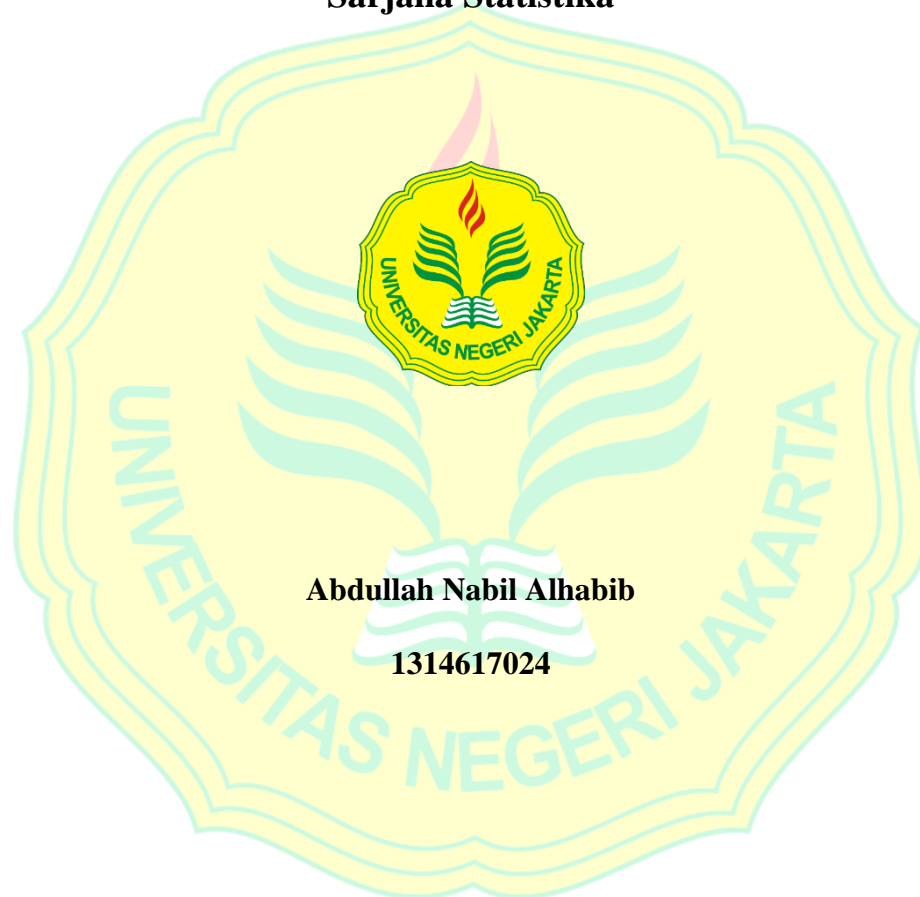 Sarjana Statistika
UNIVERSITAS NEGERI JAKARTA
Abdullah Nabil Alhabib
1314617024
UNIVERSITAS NEGERI JAKARTA